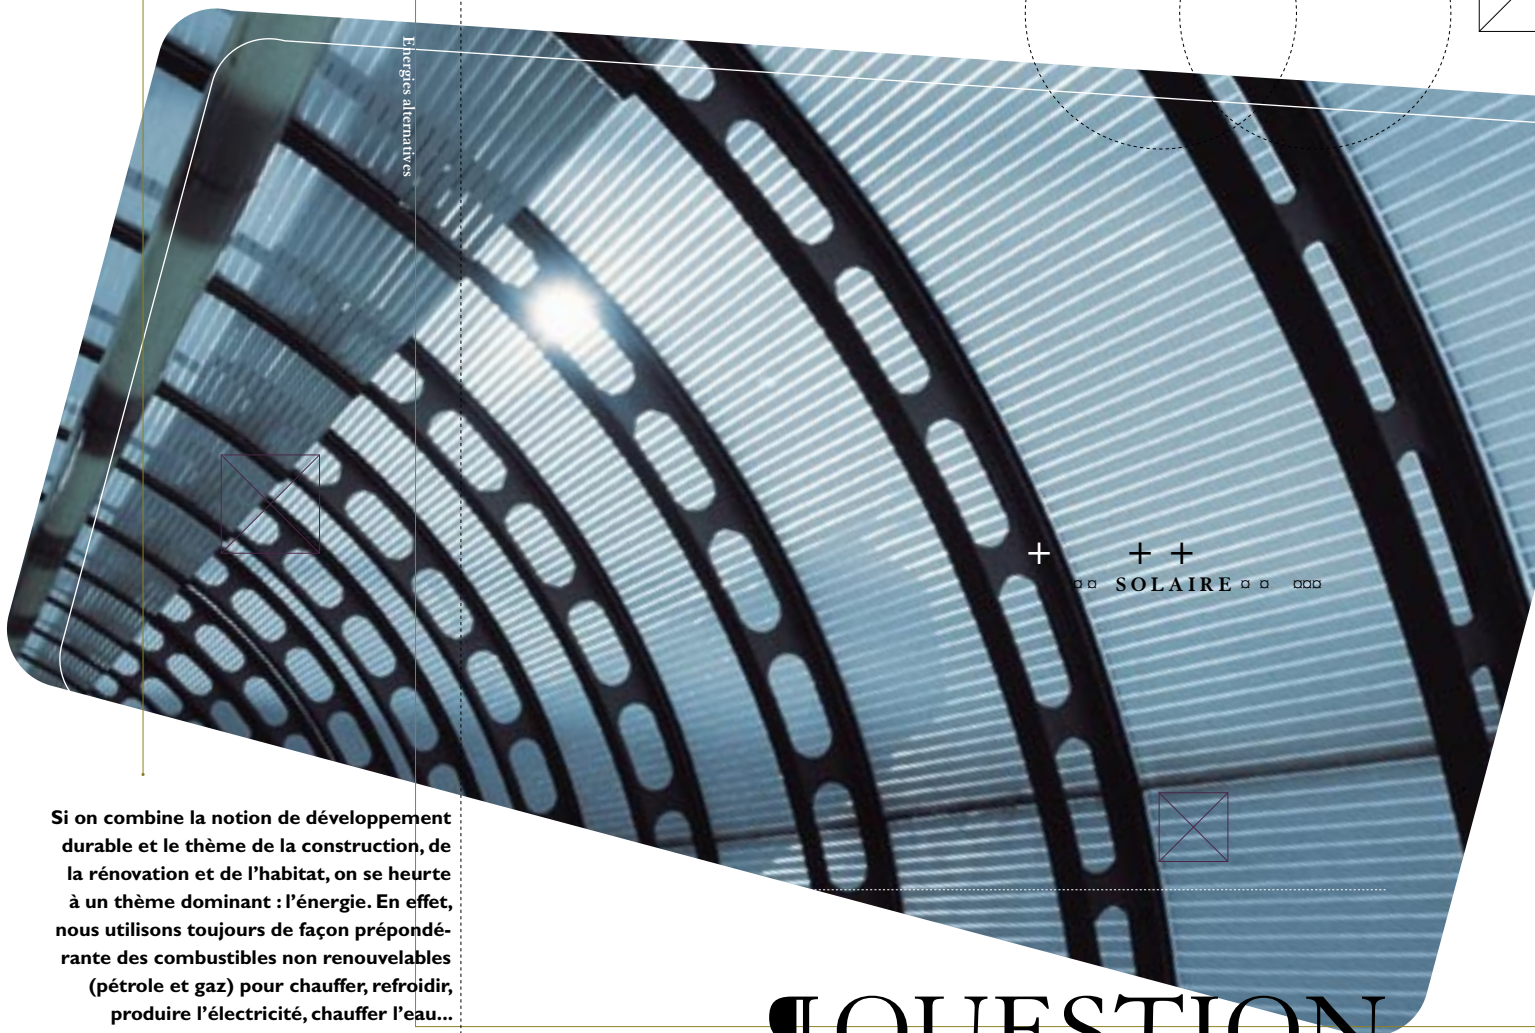 Energies alternatives
SOLAIRE
Si on combine la notion de développement
durable et le thème de la construction, de
la rénovation et de l’habitat, on se heurte
à un thème dominant : l’énergie. En effet,
nous utilisons toujours de façon prépondé-
rante des combustibles non renouvelables
(pétrole et gaz) pour chauffer, refroidir,
produire l’électricité, chauffer l’eau...
¶QUESTION